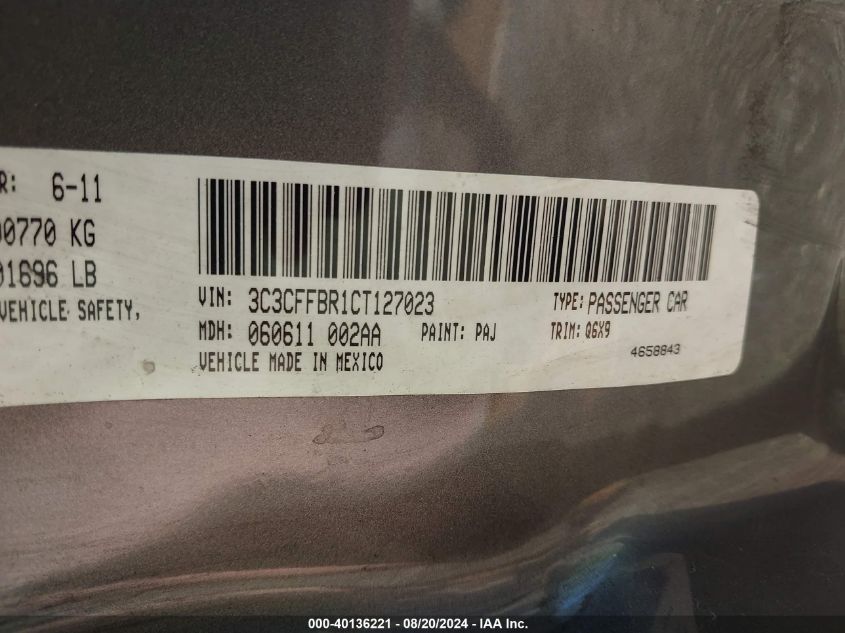 R: 6-11
00770 KG
01696 LB
VEHICLE SAFETY,
VIN: 3C3CFFBR1CT127023 TYPE: PASSENGER CAR
MDH: 060611 002AA PAINT: PAJ TRIM: Q6X9
VEHICLE MADE IN MEXICO 4658843
000-40136221 - 08/20/2024 - IAA Inc.